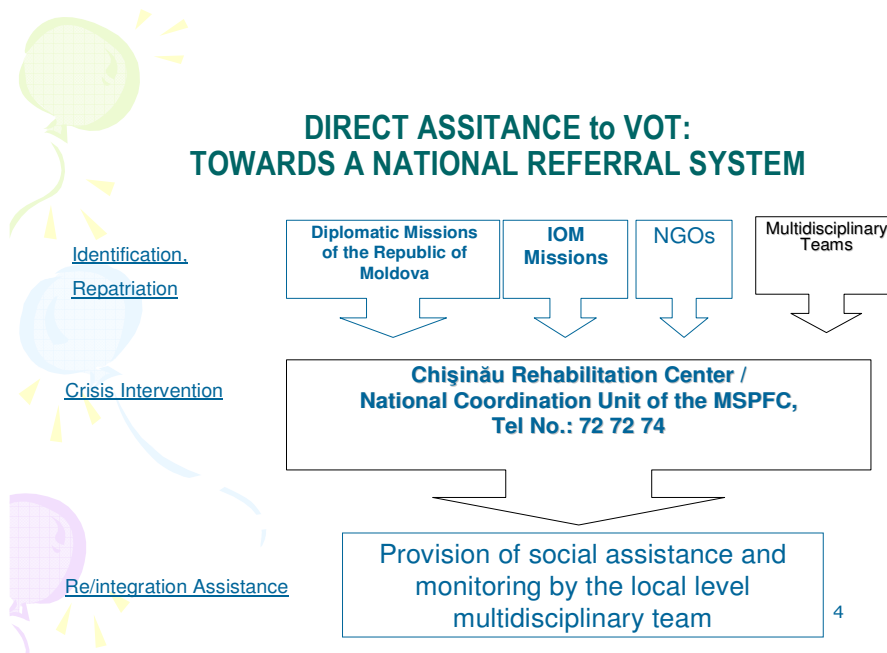 DIRECT ASSITANCE to VOT:
TOWARDS A NATIONAL REFERRAL SYSTEM
Identification,
Repatriation
Diplomatic Missions
of the Republic of
Moldova
IOM
Missions
NGOs
Multidisciplinary
Teams
Crisis Intervention
Chişinău Rehabilitation Center /
National Coordination Unit of the MSPFC,
Tel No.: 72 72 74
Re/integration Assistance
Provision of social assistance and
monitoring by the local level
multidisciplinary team
4